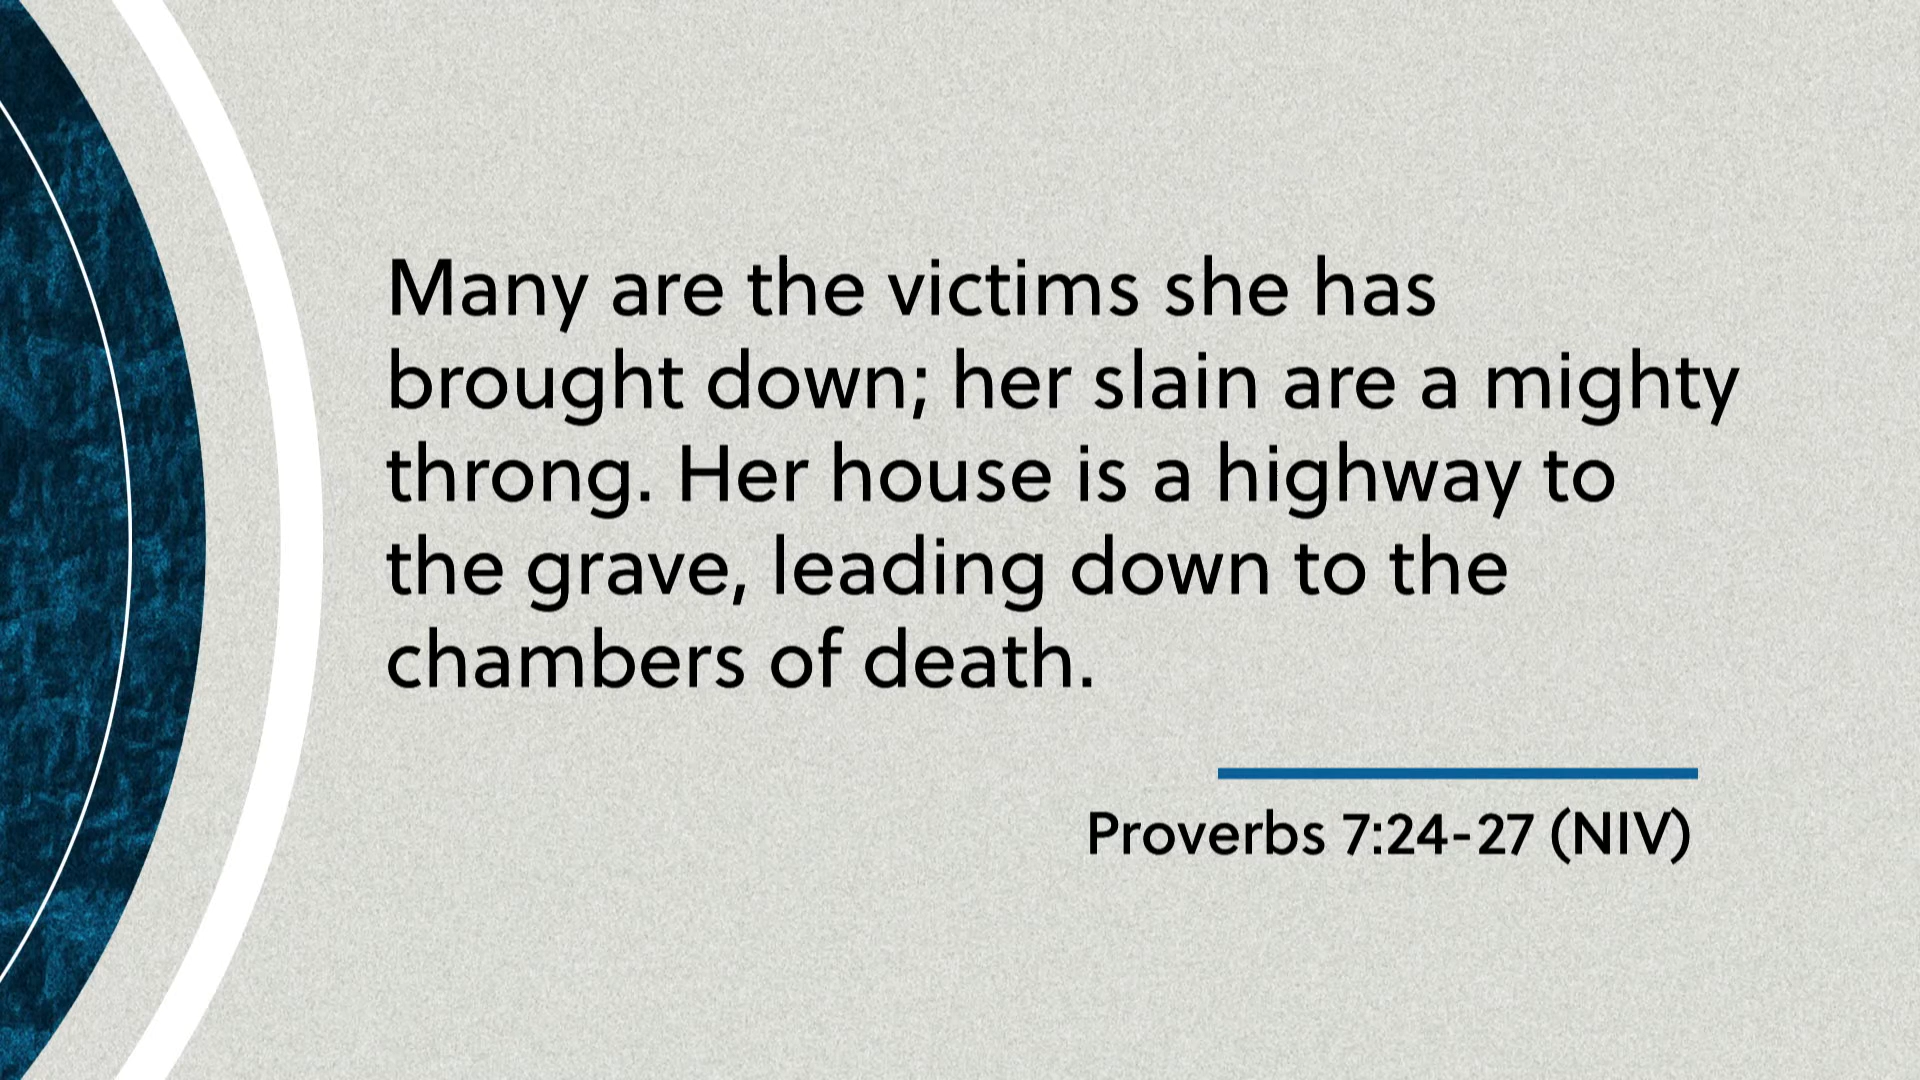 Many are the victims she has
brought down; her slain are a mighty
throng. Her house is a highway to
the grave, leading down to the
chambers of death.
Proverbs 7:24-27 (NIV)